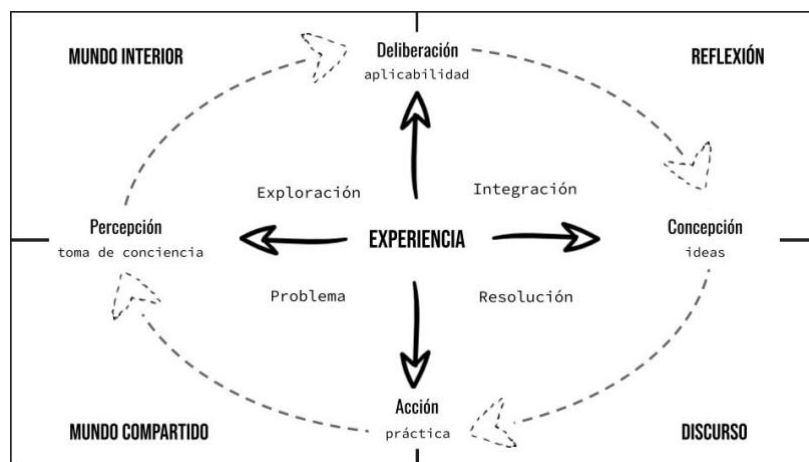 MUNDO INTERIOR
Deliberación
aplicabilidad
REFLEXIÓN
Exploración
Integración
Percepción
toma de conciencia
EXPERIENCIA
Concepción
ideas
Problema
Resolución
MUNDO COMPARTIDO
Acción
práctica
DISCURSO